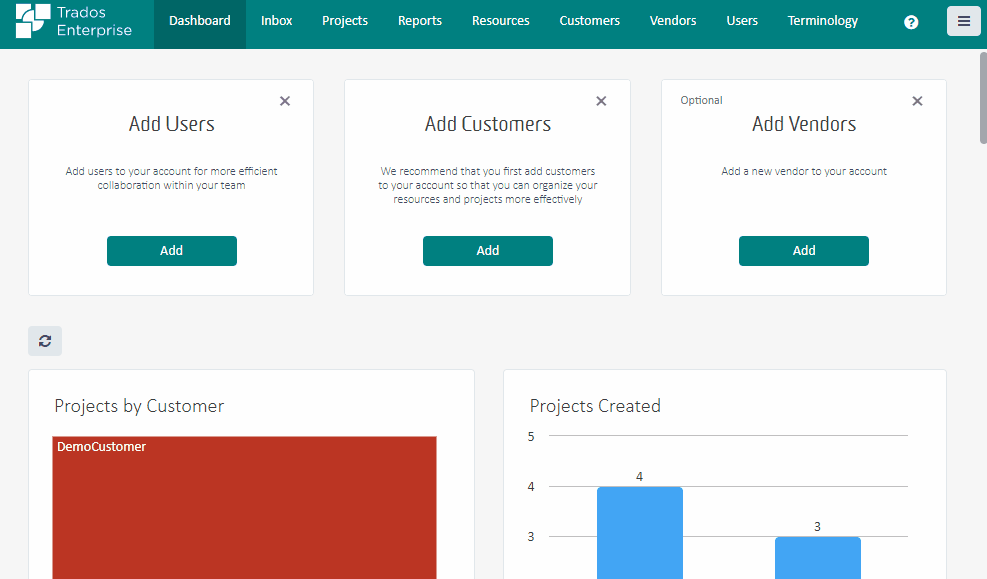 Trados
Enterprise
Dashboard
Inbox
Projects
Reports
Resources
Customers
Vendors
Users
Terminology
?
Add Users
Add users to your account for more efficient
collaboration within your team
Add
Add Customers
We recommend that you first add customers
to your account so that you can organize your
resources and projects more effectively
Add
Optional
Add Vendors
Add a new vendor to your account
Add
Projects by Customer
DemoCustomer
Projects Created
5
4
4
3
3